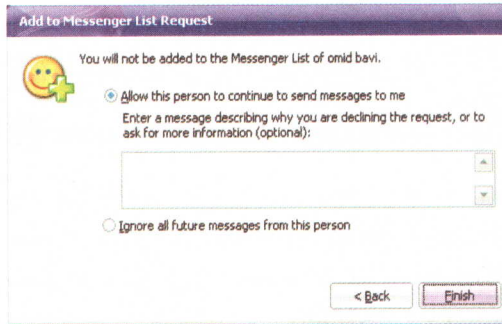 Add to Messenger List Request
You will not be added to the Messenger List of omid bavi.
Allow this person to continue to send messages to me
Enter a message describing why you are declining the request, or to
ask for more information (optional):
Ignore all future messages from this person
< Back
Finish